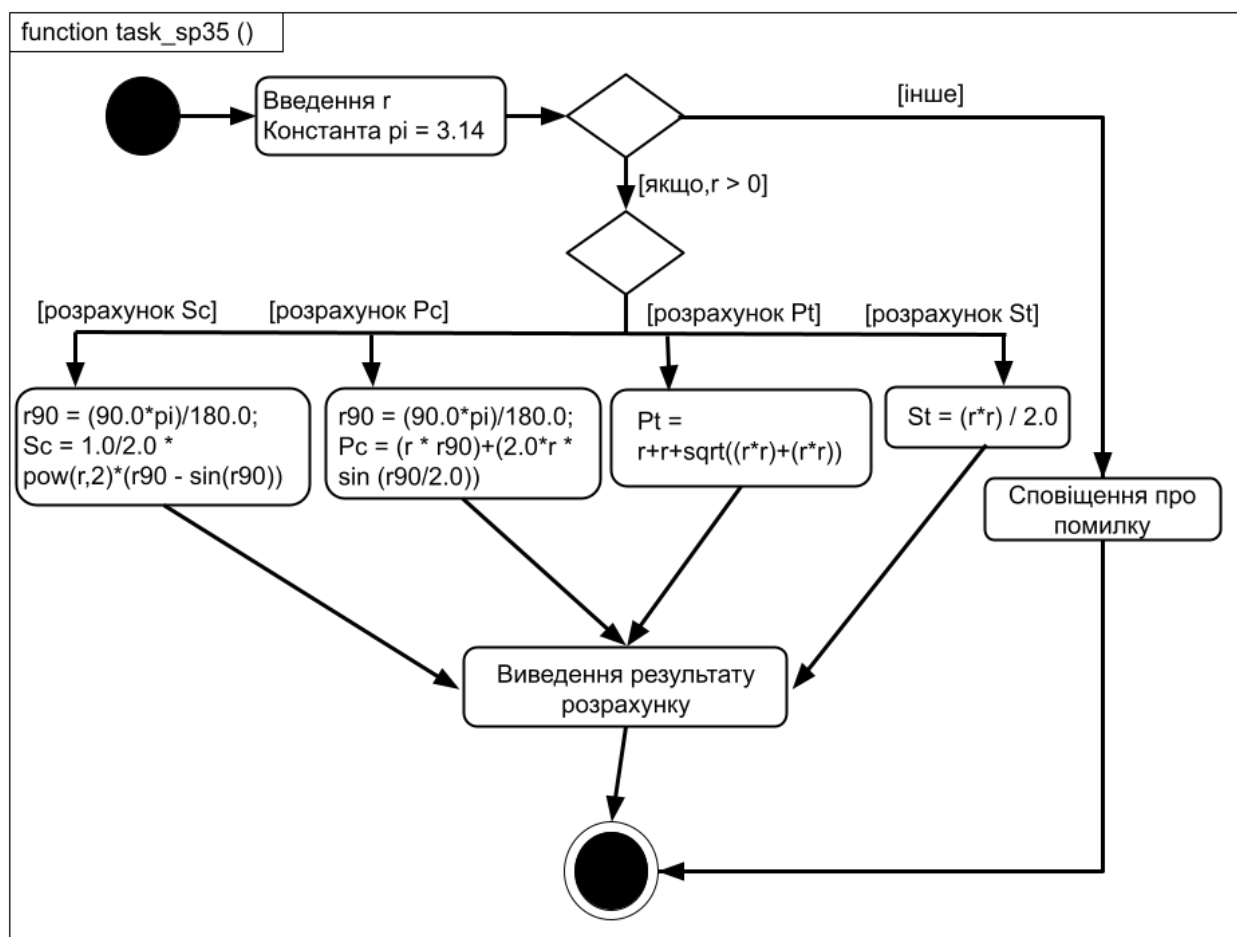 function task_sp35 ()
Введення r
Константа pi = 3.14
[інше]
[якщо,r > 0]
[розрахунок Sc]
[розрахунок Pc]
[розрахунок Pt]
[розрахунок St]
r90 = (90.0*pi)/180.0;
Sc = 1.0/2.0 *
pow(r,2)*(r90 - sin(r90))
r90 = (90.0*pi)/180.0;
Pc = (r * r90)+(2.0*r *
sin (r90/2.0))
Pt =
r+r+sqrt((r*r)+(r*r))
St = (r*r) / 2.0
Сповіщення про
помилку
Виведення результату
розрахунку